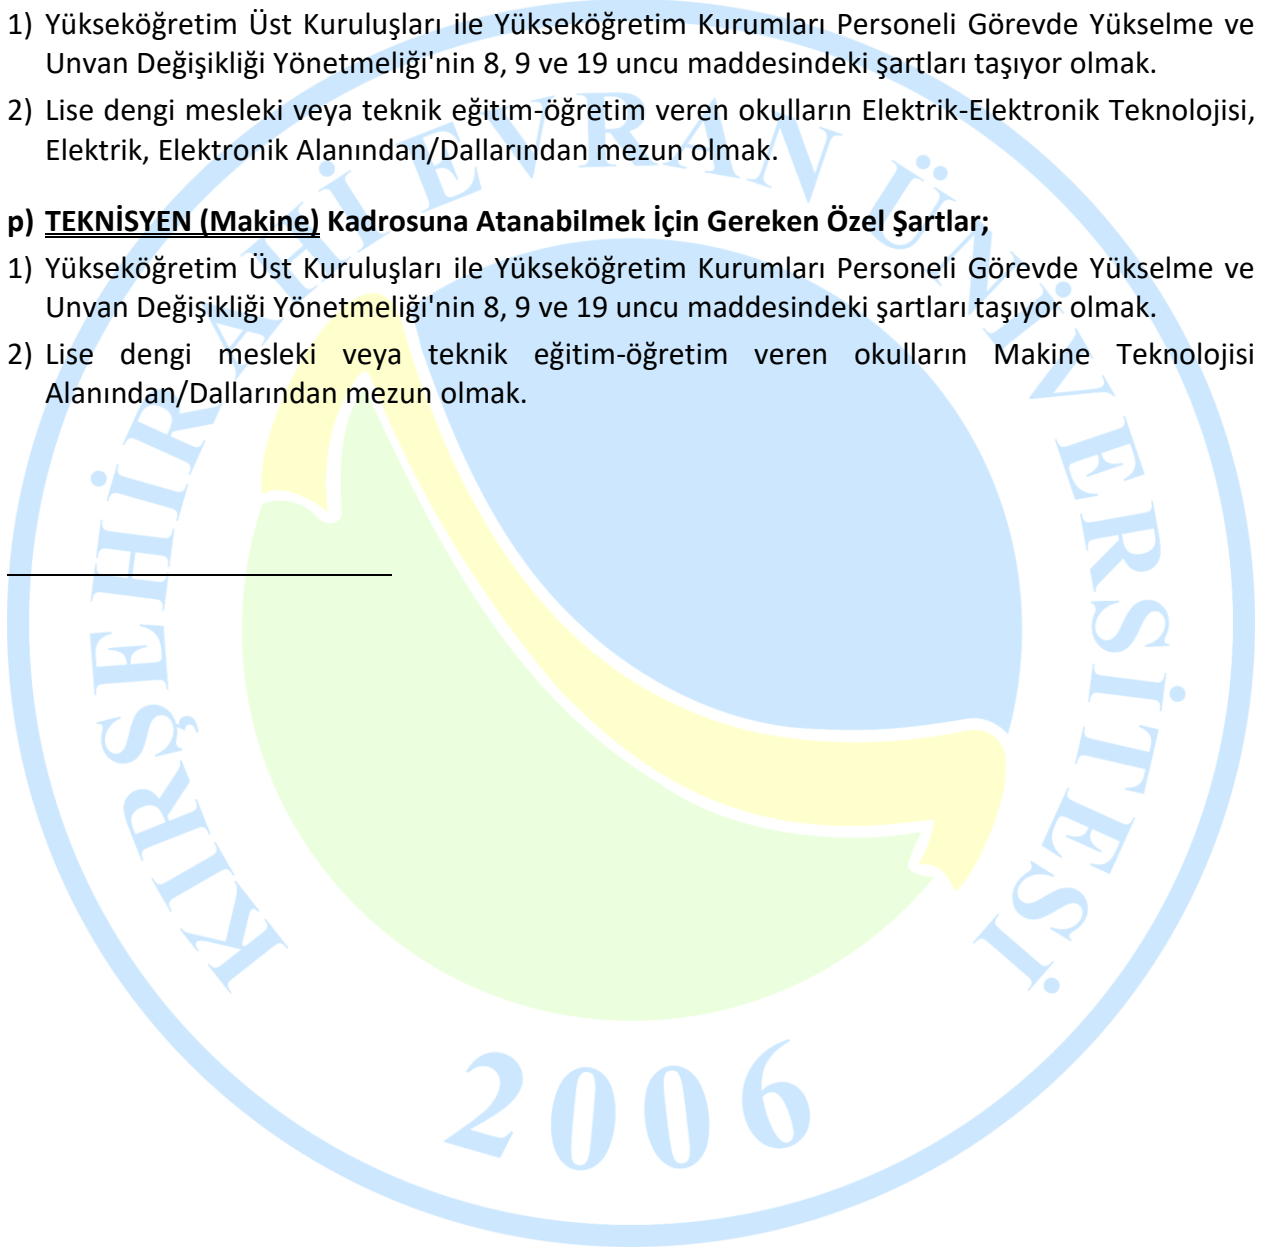 1) Yükseköğretim Üst Kuruluşları ile Yükseköğretim Kurumları Personeli Görevde Yükselme ve
Unvan Değişikliği Yönetmeliği'nin 8, 9 ve 19 uncu maddesindeki şartları taşıyor olmak.
2) Lise dengi mesleki veya teknik eğitim-öğretim veren okulların Elektrik-Elektronik Teknolojisi,
Elektrik, Elektronik Alanından/Dallarından mezun olmak.
p) TEKNİSYEN (Makine) Kadrosuna Atanabilmek İçin Gereken Özel Şartlar;
1) Yükseköğretim Üst Kuruluşları ile Yükseköğretim Kurumları Personeli Görevde Yükselme ve
Unvan Değişikliği Yönetmeliği'nin 8, 9 ve 19 uncu maddesindeki şartları taşıyor olmak.
2) Lise dengi mesleki veya teknik eğitim-öğretim veren okulların Makine Teknolojisi
Alanından/Dallarından mezun olmak.
KIRŞEHİR AHİ EVRAN ÜNİVERSİTESİ
2006